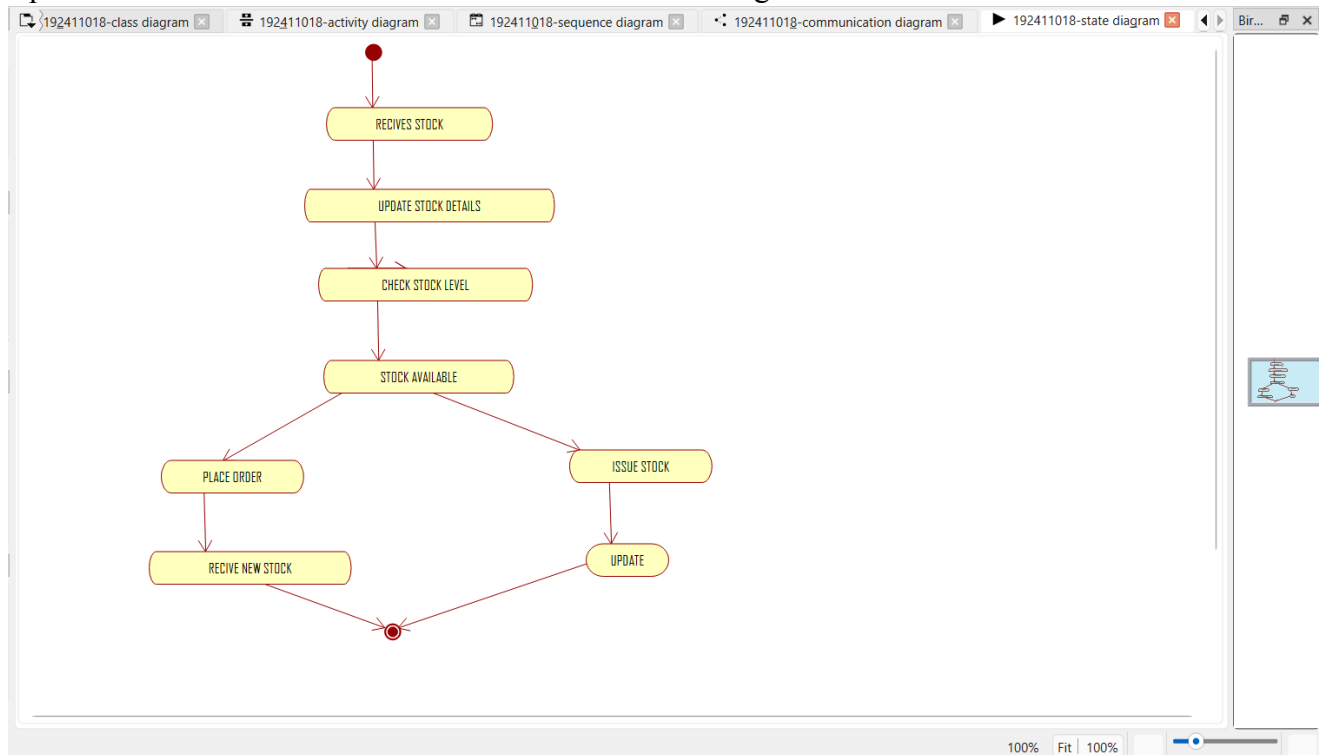 192411018-class diagram
192411018-activity diagram
192411018-sequence diagram
192411018-communication diagram
192411018-state diagram
Bir...
RECIVES STOCK
UPDATE STOCK DETAILS
CHECK STOCK LEVEL
STOCK AVAILABLE
PLACE ORDER
ISSUE STOCK
RECIVE NEW STOCK
UPDATE
100%
Fit
100%